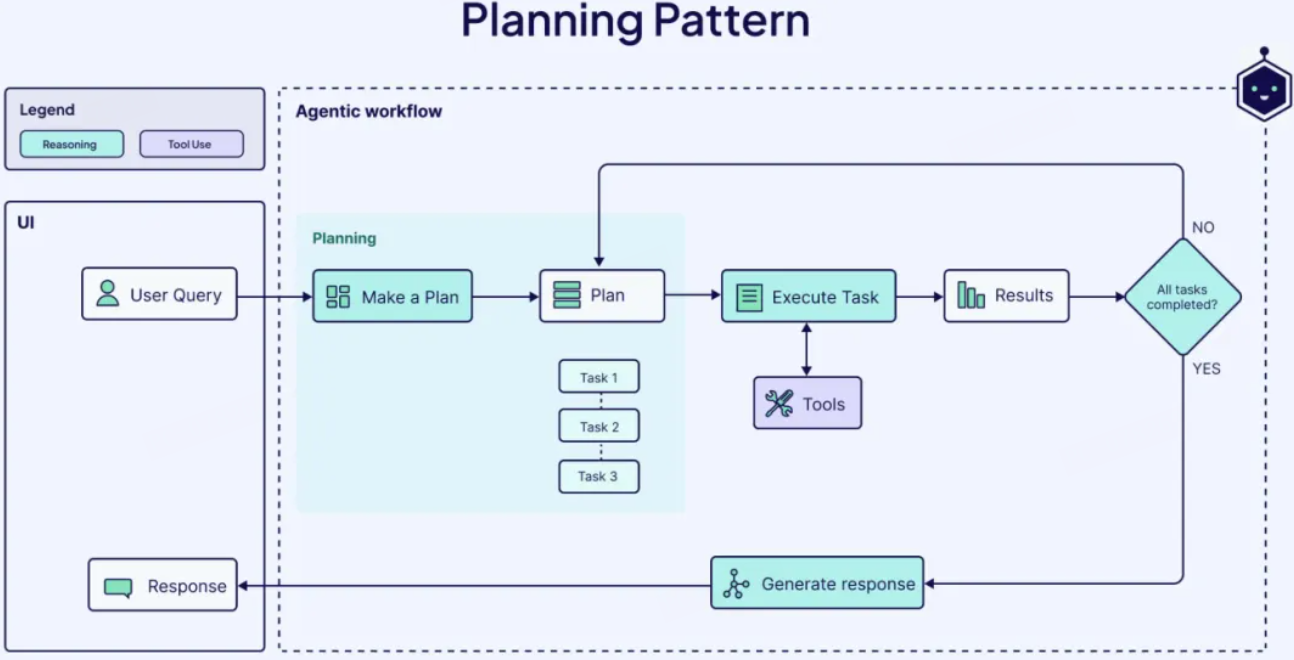 Planning Pattern
Legend
Reasoning
Tool Use
Agentic workflow
UI
Planning
User Query
Make a Plan
Plan
Execute Task
Results
All tasks
completed?
NO
YES
Task 1
Task 2
Task 3
Tools
Response
Generate response